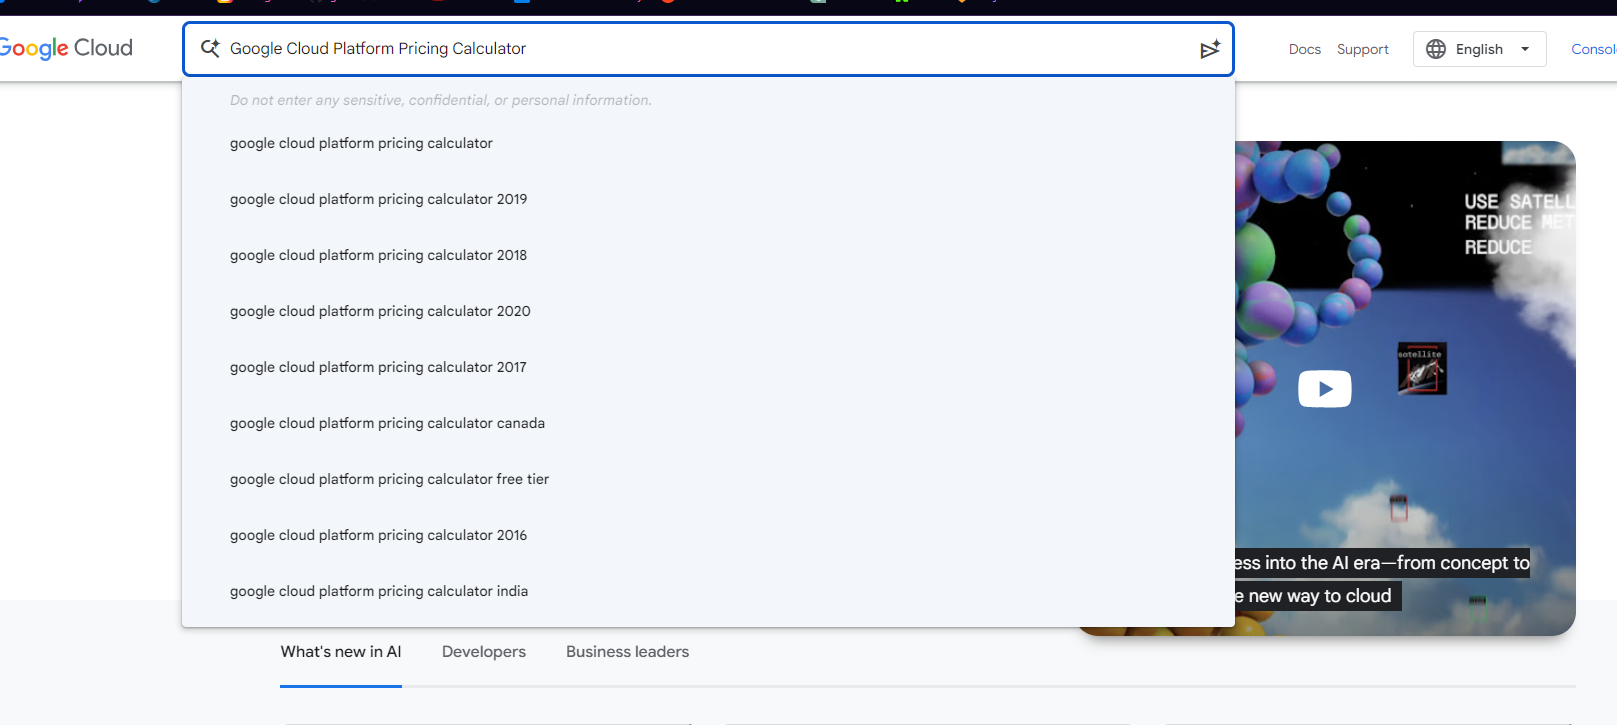 Google Cloud
Google Cloud Platform Pricing Calculator
Docs
Support
English
Consol
Do not enter any sensitive, confidential, or personal information.
google cloud platform pricing calculator
google cloud platform pricing calculator 2019
google cloud platform pricing calculator 2018
google cloud platform pricing calculator 2020
google cloud platform pricing calculator 2017
google cloud platform pricing calculator canada
google cloud platform pricing calculator free tier
google cloud platform pricing calculator 2016
google cloud platform pricing calculator india
USE SATELL
REDUCE MET
REDUCE
satellite
ess into the AI era—from concept to
e new way to cloud
What's new in AI
Developers
Business leaders